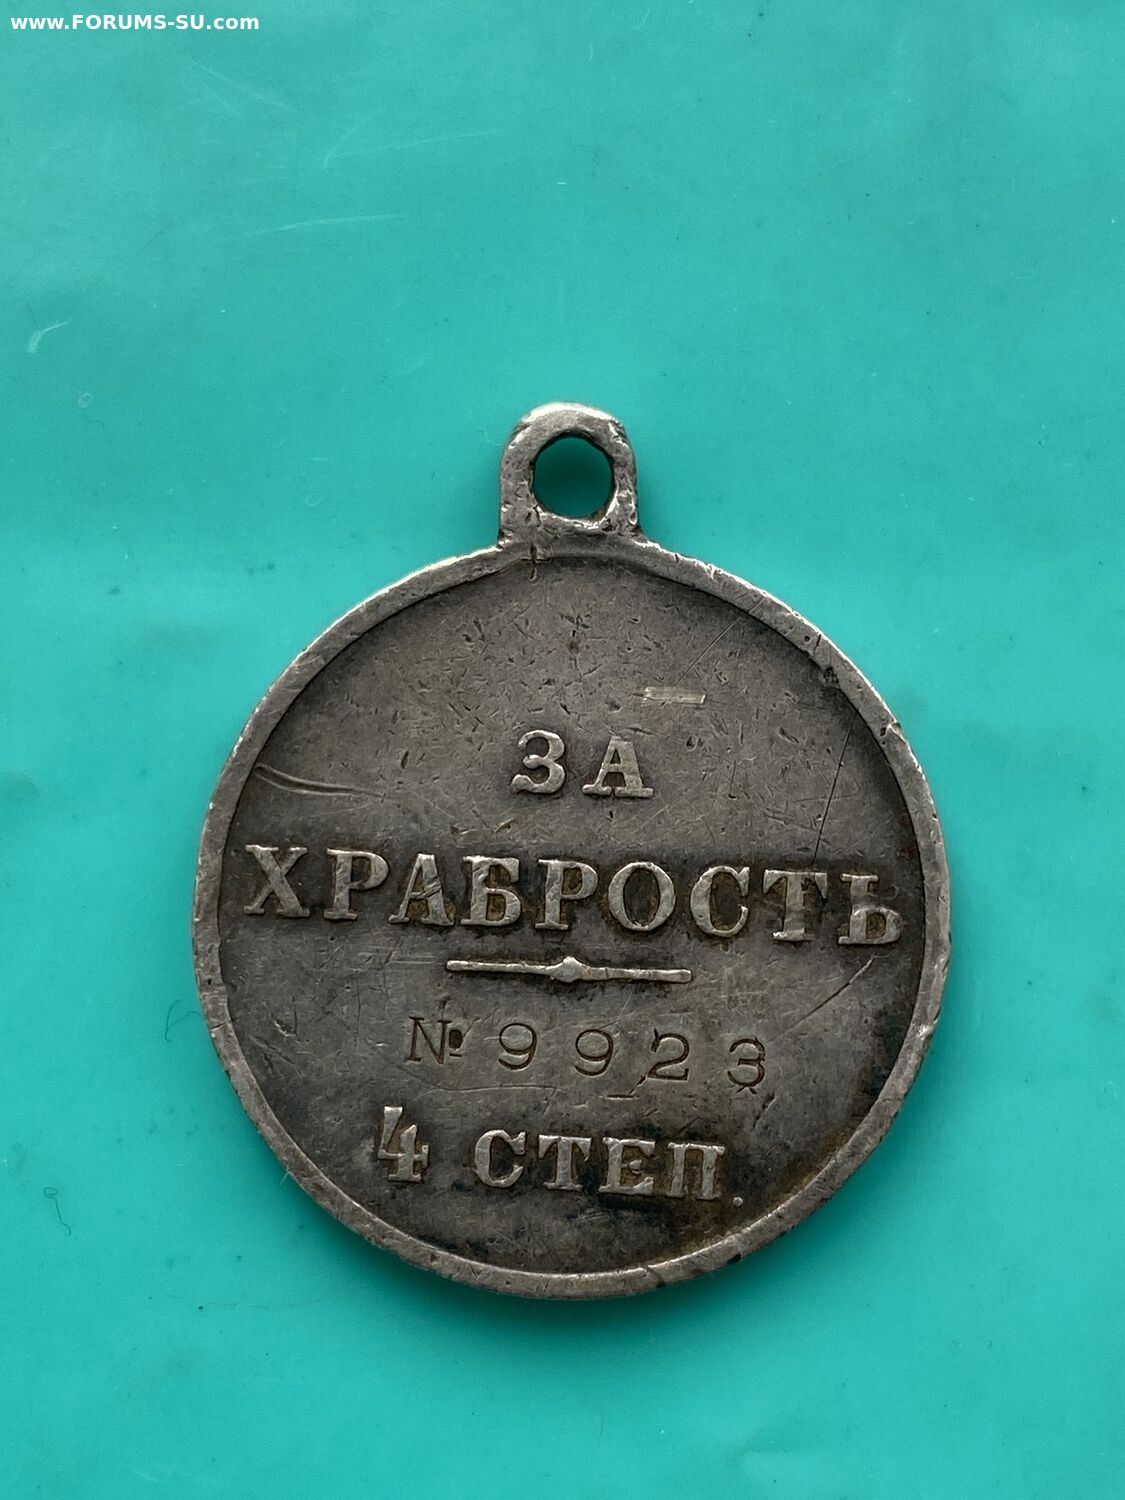 www.FORUMS-SU.com
ЗА
ХРАБРОСТЬ
№ 9923
4 СТЕП.